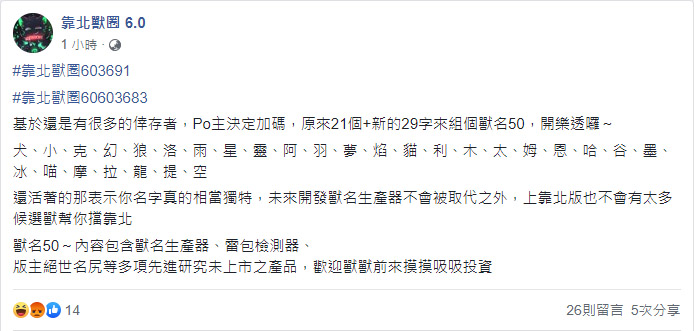 靠北獸圈 6.0
1 小時 ·
#靠北獸圈603691
#靠北獸圈60603683
基於還是有很多的倖存者，Po主決定加碼，原來21個+新的29字來組個獸名50，開樂透囉～
犬、小、克、幻、狼、洛、雨、星、靈、阿、羽、夢、焰、貓、利、木、太、姆、恩、哈、谷、墨、
冰、喵、摩、拉、龍、提、空
還活著的那表示你名字真的相當獨特，未來開發獸名生產器不會被取代之外，上靠北版也不會有太多
候選獸幫你擋靠北
獸名50～內容包含獸名生產器、雷包檢測器、
版主絕世名尻等多項先進研究未上市之產品，歡迎獸獸前來摸摸吸吸投資
14
26則留言 5次分享